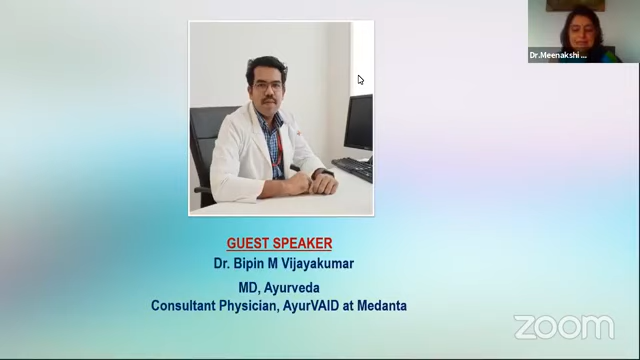 Dr.Meenakshi ...
GUEST SPEAKER
Dr. Bipin M Vijayakumar
MD, Ayurveda
Consultant Physician, AyurVAID at Medanta
zoom